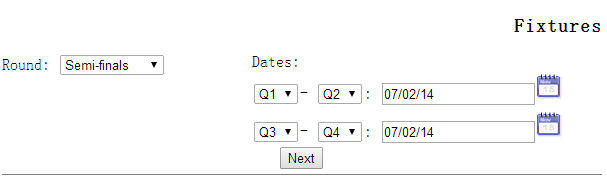 Fixtures
Round: Semi-finals
Dates:
Q1 - Q2 : 07/02/14
Q3 - Q4 : 07/02/14
Next